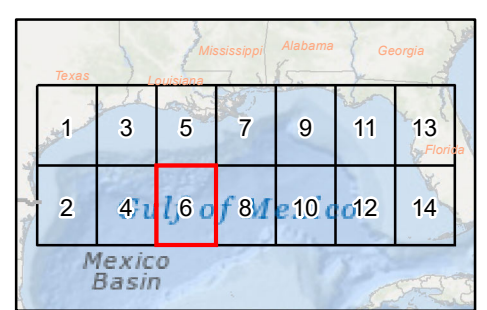 Mississippi Alabama Georgia
Texas Louisiana
1 3 5 7 9 11 13
Florida
2 4 6 8 10 12 14
Gulf of Mexico
Mexico
Basin